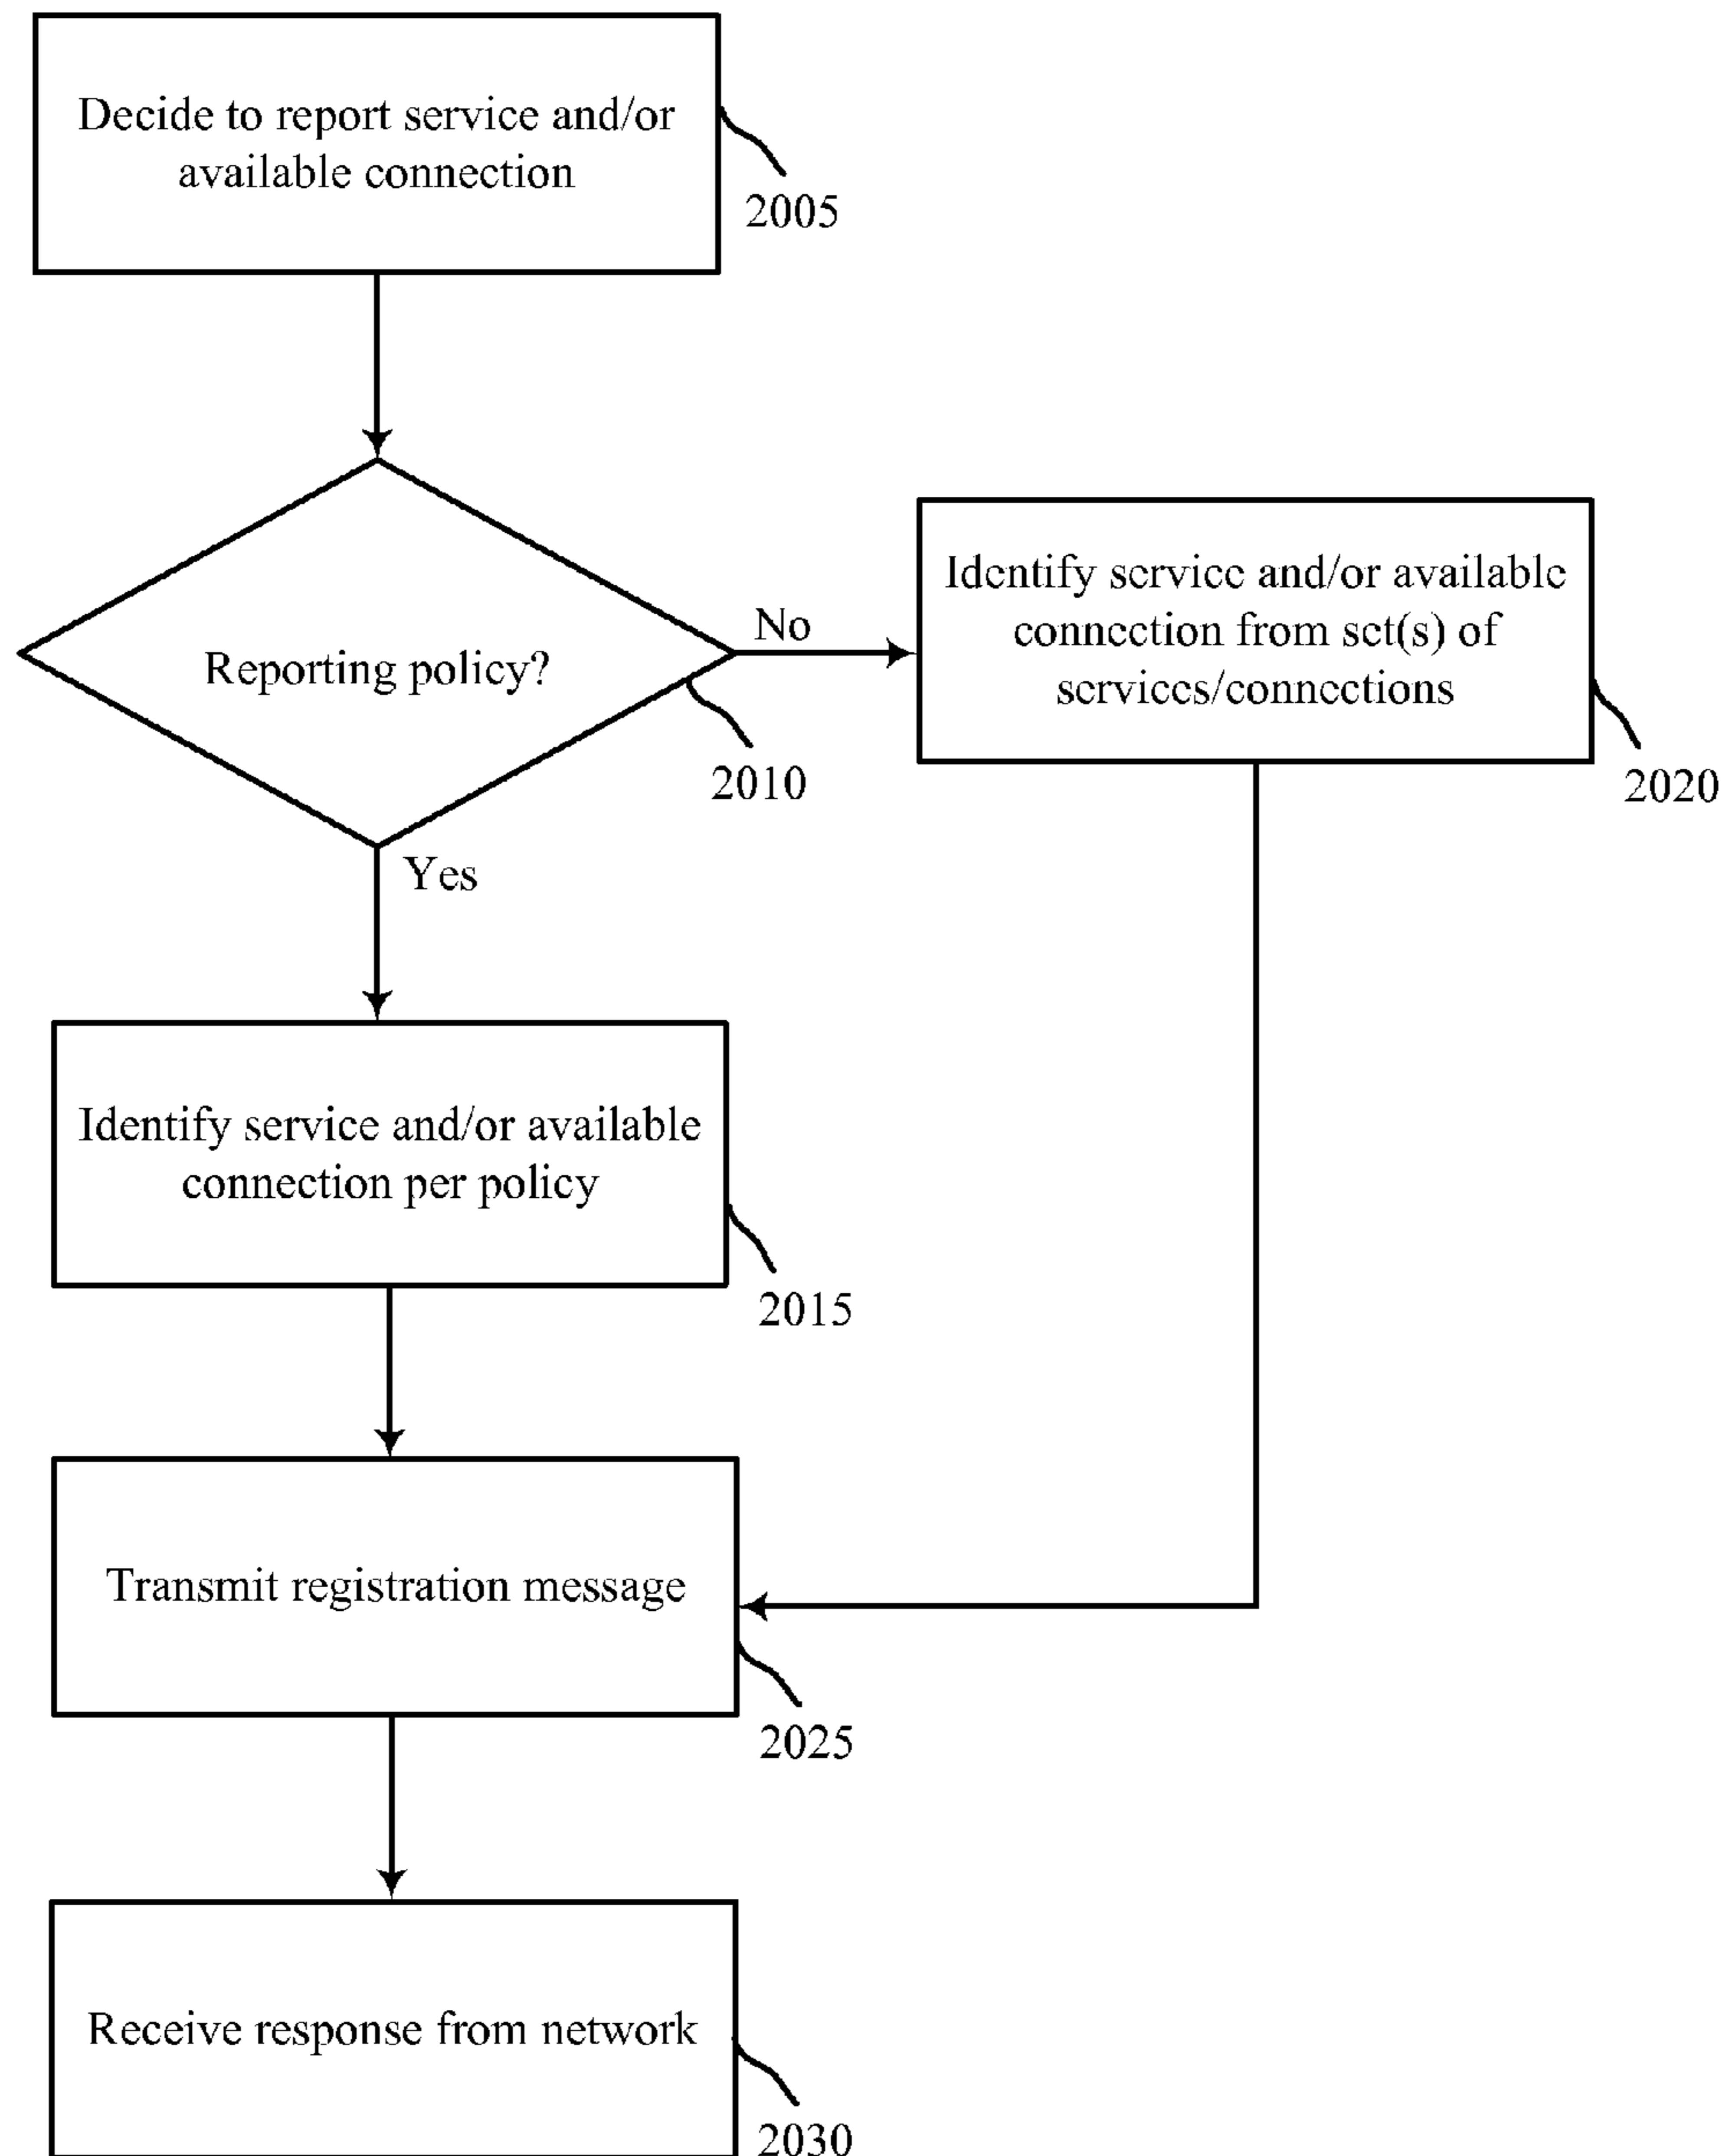 Decide to report service and/or
available connection
2005
Reporting policy?
No
2010
Yes
Identify service and/or available
connection from set(s) of
services/connections
2020
Identify service and/or available
connection per policy
2015
Transmit registration message
2025
Receive response from network
2030